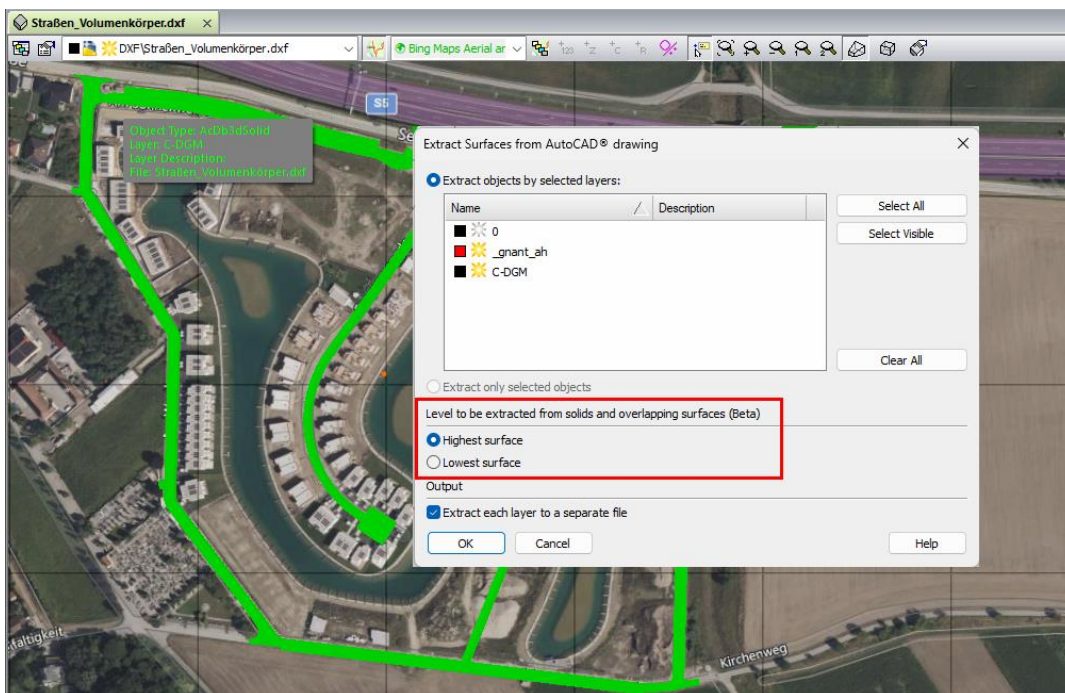 Straßen_Volumenkörper.dxf
DXF\Straßen_Volumenkörper.dxf
Bing Maps Aerial ar
S5
Object Type: AcDb3dSolid
Layer: C-DGM
Layer Description:
File: Straßen_Volumenkörper.dxf
Extract Surfaces from AutoCAD® drawing
Extract objects by selected layers:
Name Description
0
_gnant_ah
C-DGM
Select All
Select Visible
Clear All
Extract only selected objects
Level to be extracted from solids and overlapping surfaces (Beta)
Highest surface
Lowest surface
Output
Extract each layer to a separate file
OK Cancel Help
Kirchenweg